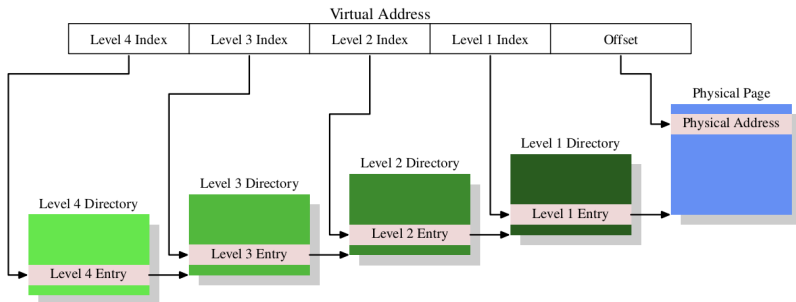 Virtual Address
Level 4 Index
Level 3 Index
Level 2 Index
Level 1 Index
Offset
Physical Page
Physical Address
Level 1 Directory
Level 1 Entry
Level 2 Directory
Level 2 Entry
Level 3 Directory
Level 3 Entry
Level 4 Directory
Level 4 Entry